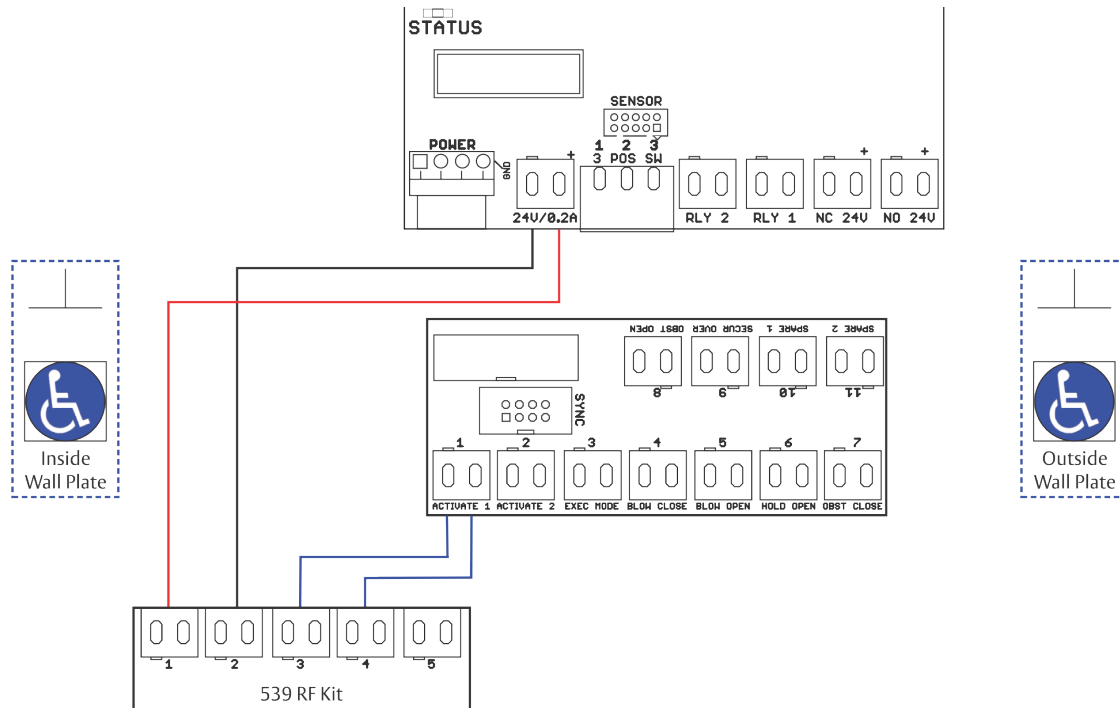 STATUS
SENSOR
1 2 3
POWER
GND
+
3 POS SW
+
+
24V/0.2A
RLY 2
RLY 1
NC 24V
NO 24V
Inside
Wall Plate
Outside
Wall Plate
OBST OPEN
SECUR OVER
SPARE 1
SPARE 2
8
9
10
11
SYNC
1
2
3
4
5
6
7
ACTIVATE 1
ACTIVATE 2
EXEC MODE
BLOW CLOSE
BLOW OPEN
HOLD OPEN
OBST CLOSE
1
2
3
4
5
539 RF Kit